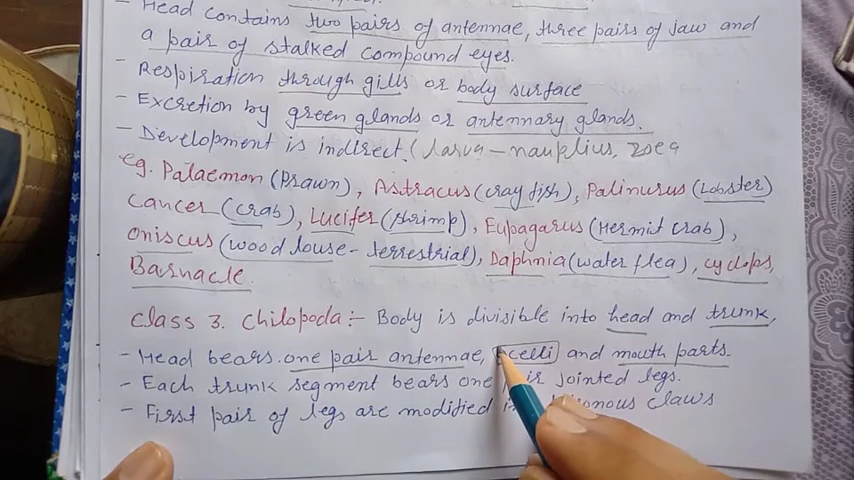 - Head contains two pairs of antennae, three pairs of jaw and
a pair of stalked compound eyes.
- Respiration through gills or body surface
- Excretion by green glands or antennary glands.
- Development is indirect (larva - nauplius, zoea
eg. Palaemon (Prawn), Astracus (cray fish), Palinurus (Lobster)
Cancer (crab), Lucifer (shrimp), Eupagarus (Hermit crab),
Oniscus (wood louse - terrestrial), Daphnia (water flea), cyclops,
Barnacle.
Class 3. Chilopoda:- Body is divisible into head and trunk,
- Head bears one pair antennae, ocelli and mouth parts.
- Each trunk segment bears one jointed legs.
- First pair of legs are modified claws